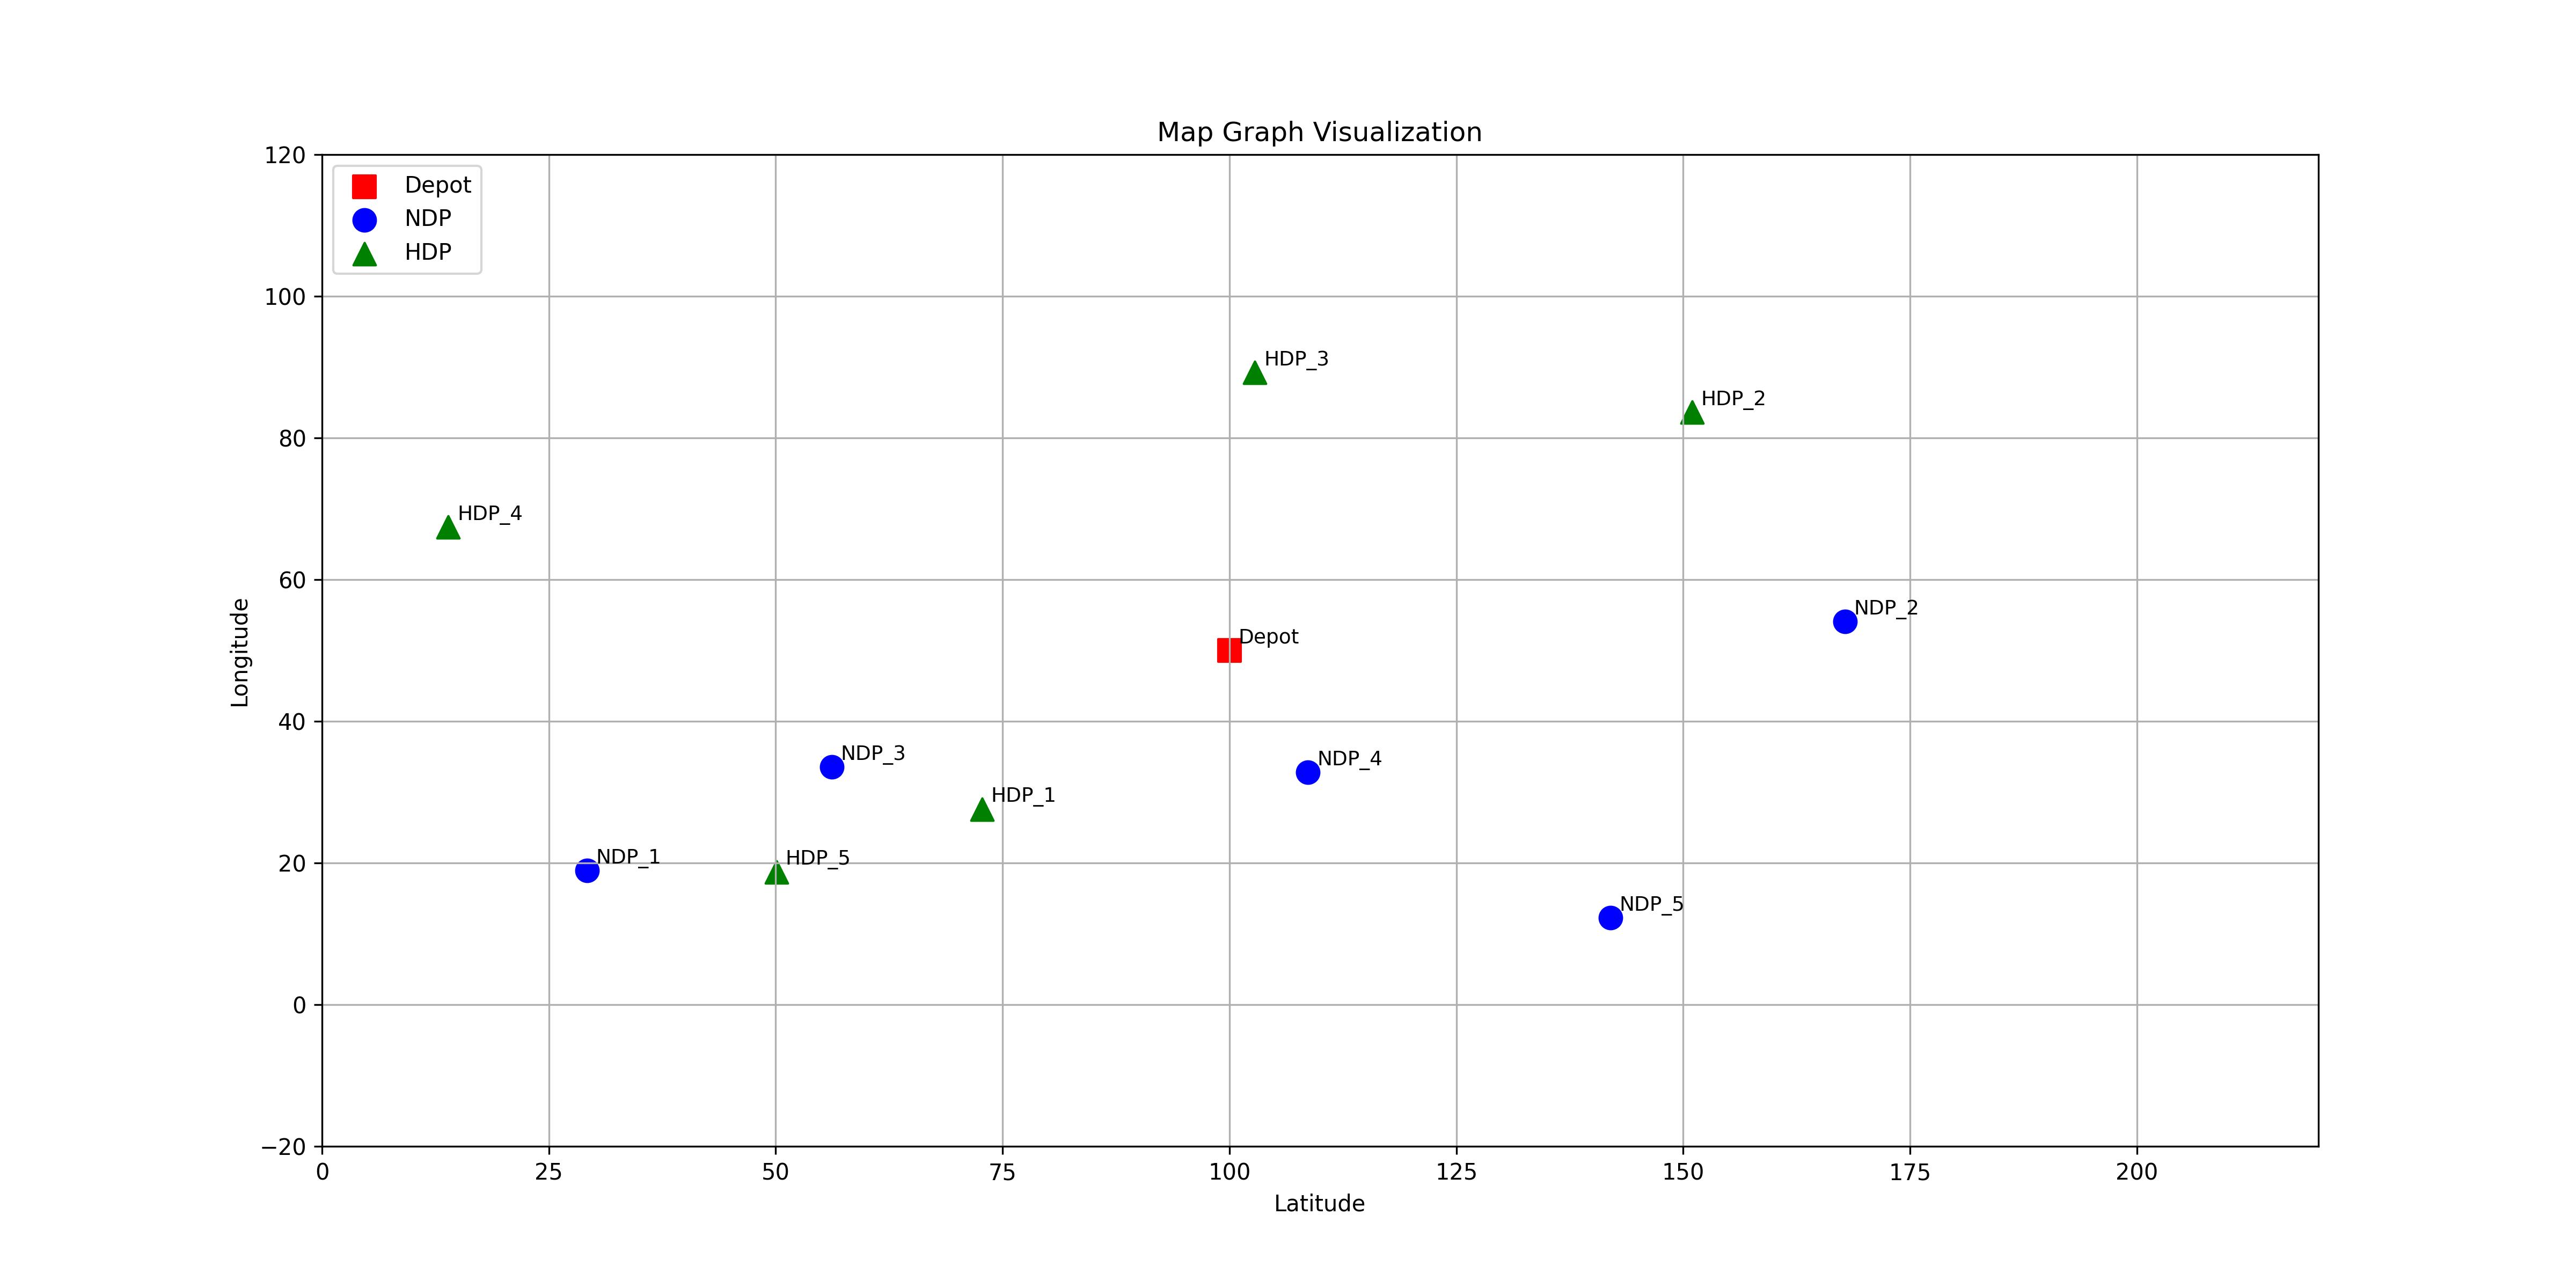 Map Graph Visualization
120
100
80
60
40
20
0
−20
Longitude
Depot
NDP
HDP
HDP_3
HDP_2
HDP_4
NDP_2
Depot
NDP_3
NDP_4
HDP_1
NDP_1
HDP_5
NDP_5
0 25 50 75 100 125 150 175 200
Latitude